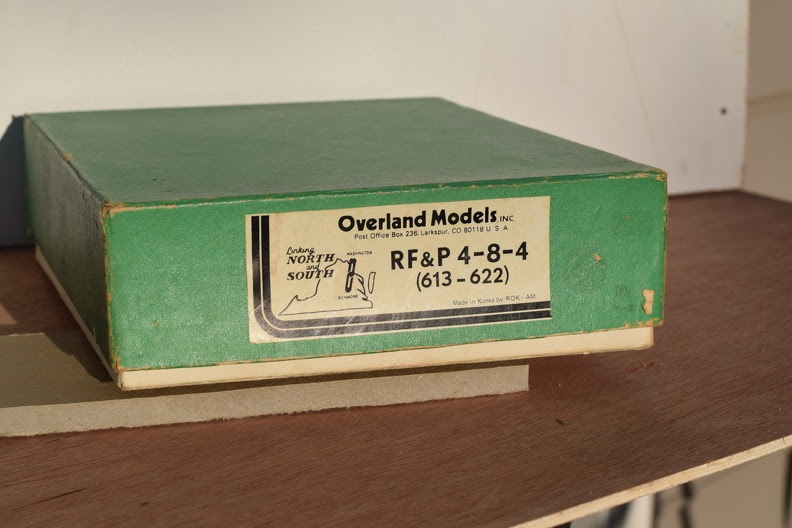 Overland Models, INC.
Post Office Box 236, Larkspur, CO 80118 U. S. A
Linking
NORTH
and
SOUTH
WASHINGTON
RICHMOND
RF&P 4-8-4
(613-622)
Made in Korea by ROK-AM